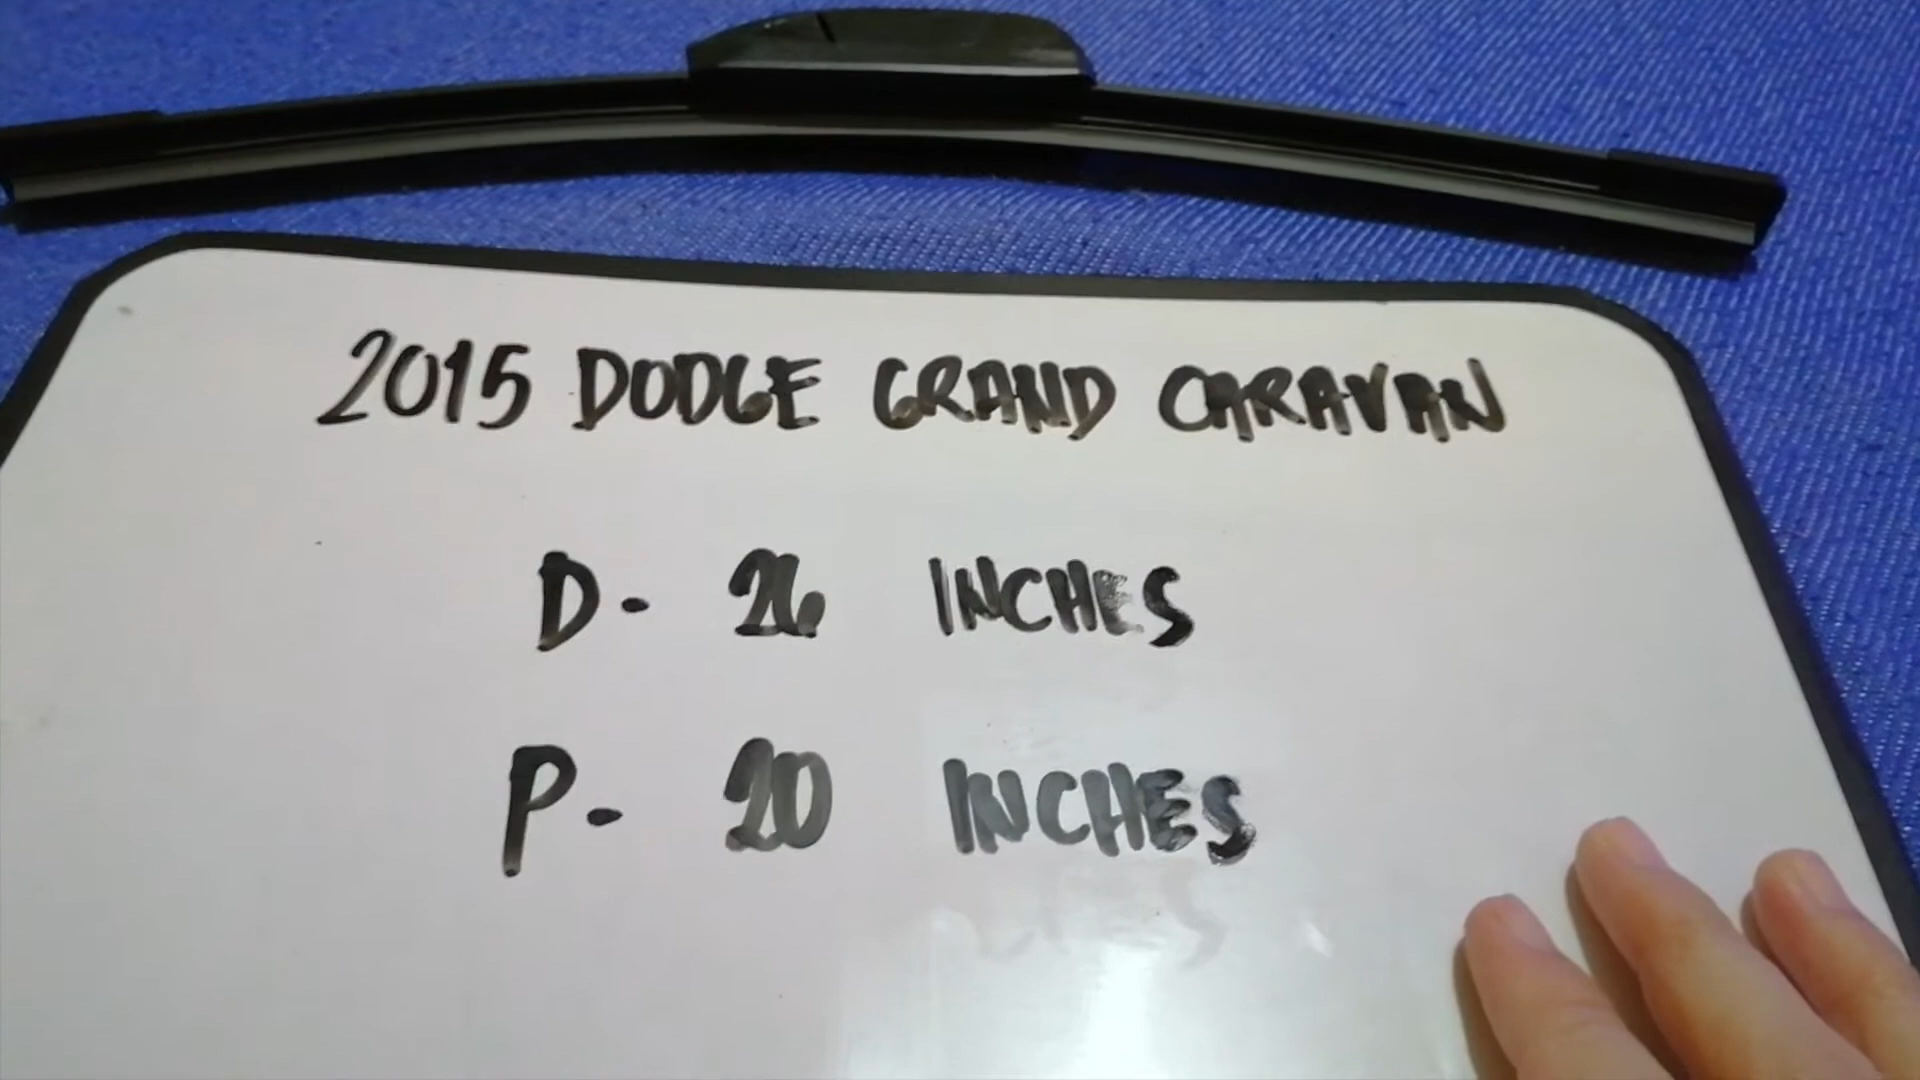 2015 DODGE GRAND CARAVAN
D- 26 INCHES
P- 20 INCHES